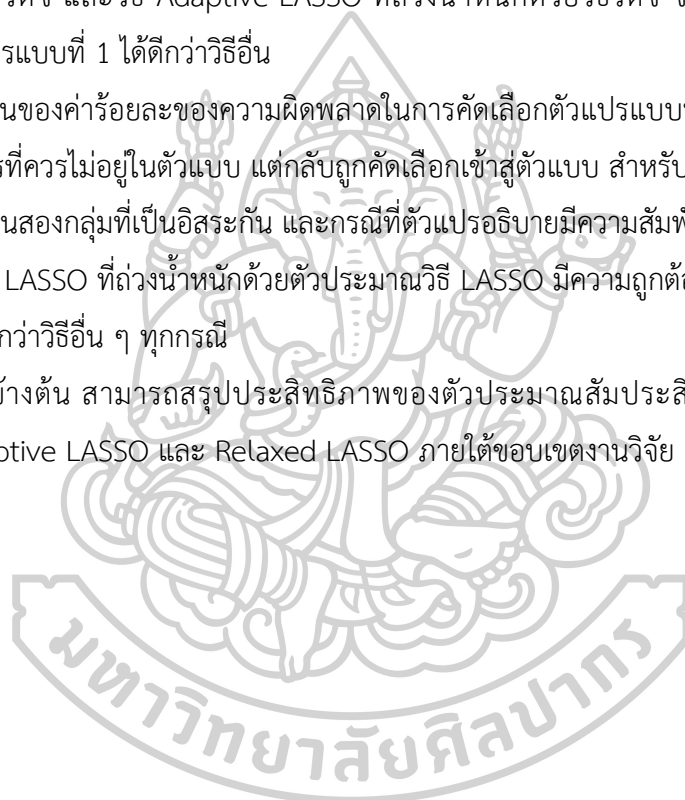 และวิธี Adaptive LASSO ที่ถ่วงน้ำหนักด้วยวิธีริดจ์
รแบบที่ 1 ได้ดีกว่าวิธีอื่น
นของค่าร้อยละของความผิดพลาดในการคัดเลือกตัวแปรแบบ
รที่ควรไม่อยู่ในตัวแบบ แต่กลับถูกคัดเลือกเข้าสู่ตัวแบบ สำหรับ
นสองกลุ่มที่เป็นอิสระกัน และกรณีที่ตัวแปรอธิบายมีความสัมพั
LASSO ที่ถ่วงน้ำหนักด้วยตัวประมาณวิธี LASSO มีความถูกต้
กว่าวิธีอื่น ๆ ทุกกรณี
ข้างต้น สามารถสรุปประสิทธิภาพของตัวประมาณสัมประสิ
ptive LASSO และ Relaxed LASSO ภายใต้ขอบเขตงานวิจัย
มหาวิทยาลัยศิลปากร